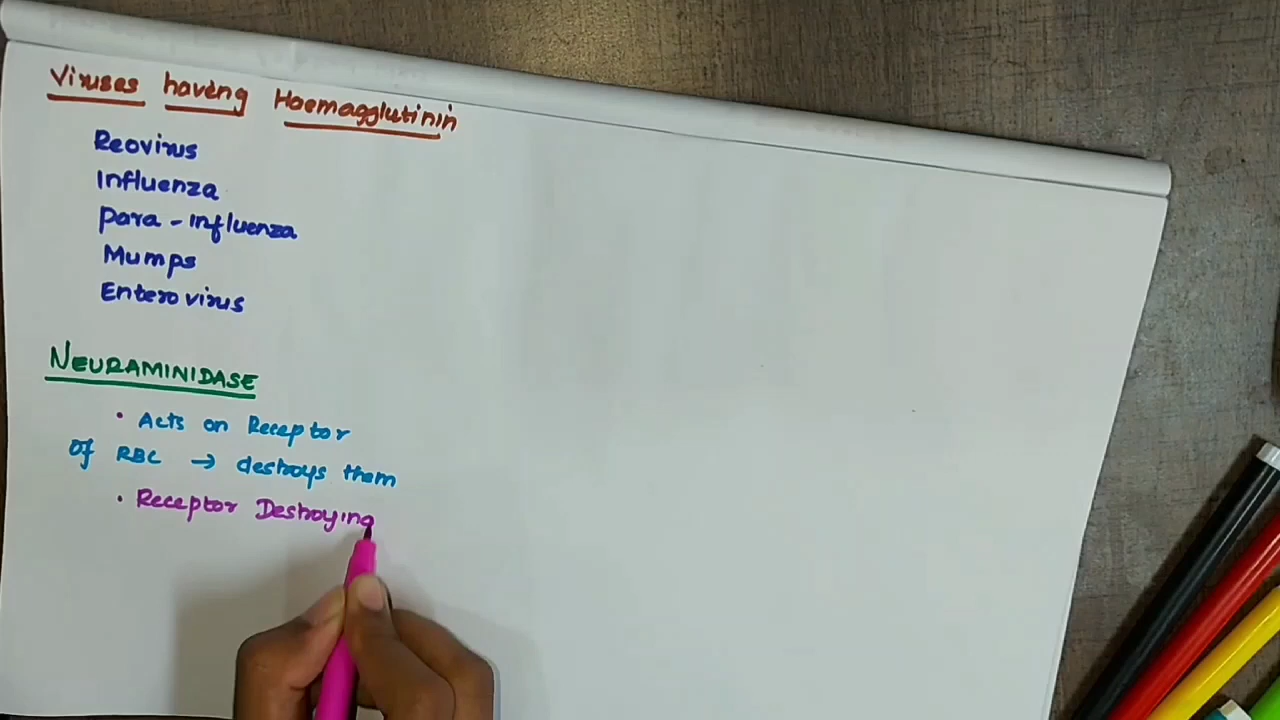 Viruses having Haemagglutinin
Reovirus
Influenza
Para - influenza
Mumps
Enterovirus
NEURAMINIDASE
• Acts on Receptor
of RBC → destroys them
• Receptor Destroying